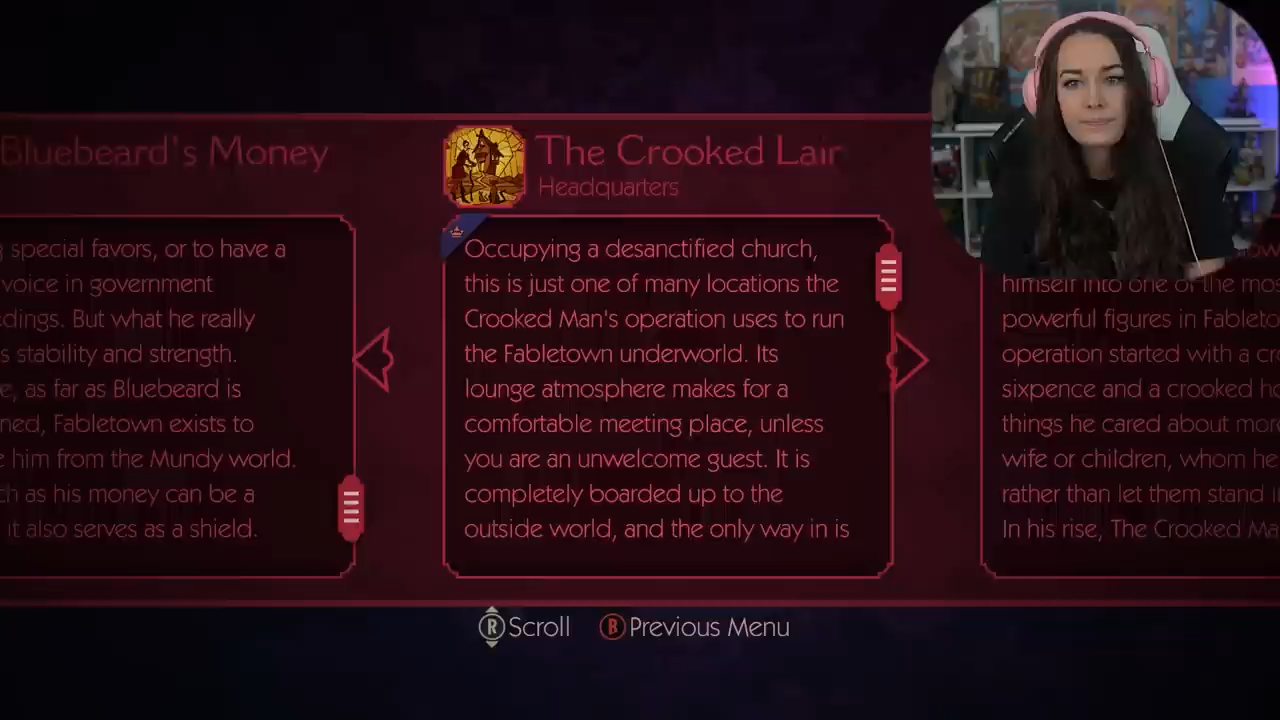 Bluebeard's Money
special favors, or to have a
voice in government
dings. But what he really
s stability and strength.
e, as far as Bluebeard is
ned, Fabletown exists to
him from the Mundy world.
ch as his money can be a
it also serves as a shield.
The Crooked Lair
Headquarters
Occupying a desanctified church,
this is just one of many locations the
Crooked Man's operation uses to run
the Fabletown underworld. Its
lounge atmosphere makes for a
comfortable meeting place, unless
you are an unwelcome guest. It is
completely boarded up to the
outside world, and the only way in is
himself into one of the mos
powerful figures in Fableto
operation started with a cr
sixpence and a crooked ho
things he cared about mor
wife or children, whom he
rather than let them stand i
In his rise, The Crooked Ma
R Scroll
B Previous Menu